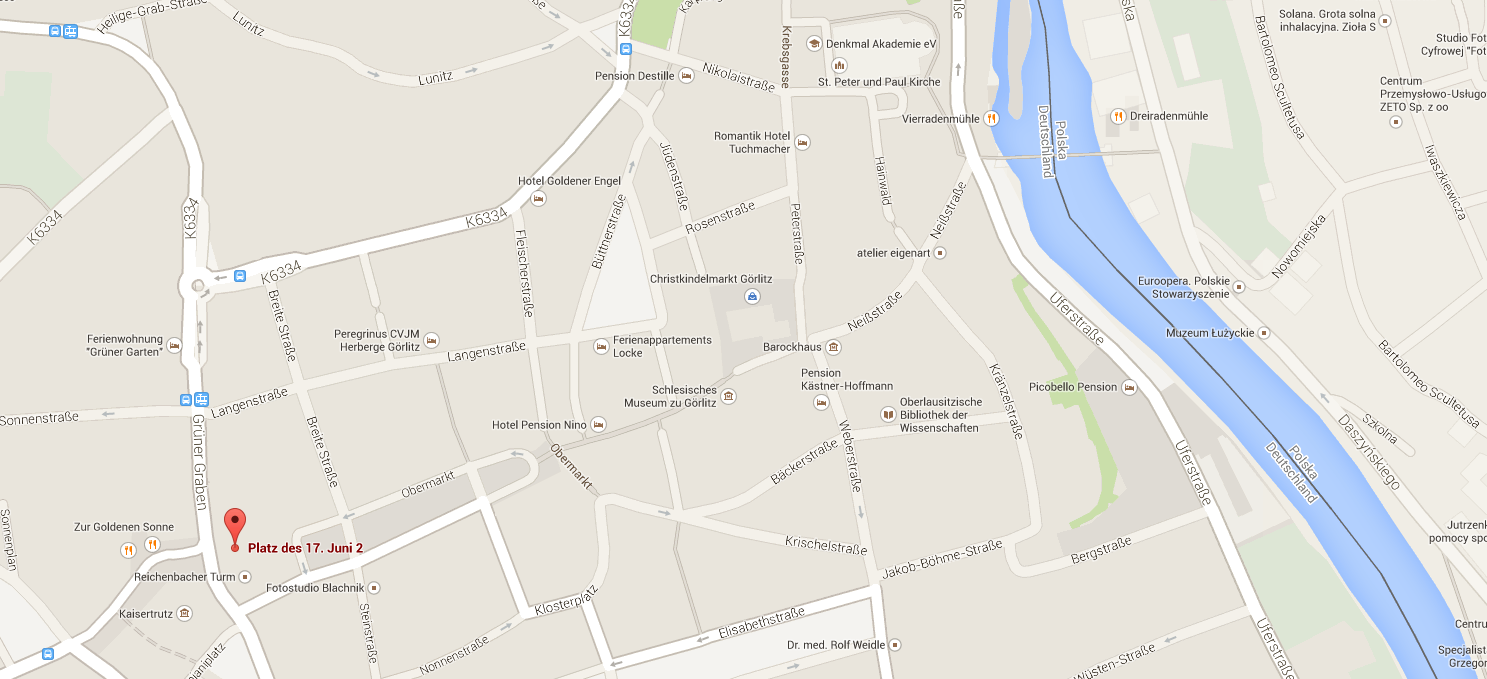 Heilige-Grab-Straße
Lunitz
Lunitz
K6334
Krebsgasse
Denkmal Akademie eV
St. Peter und Paul Kirche
Pension Destille
Nikolaistraße
Vierradenmühle
Dreiradenmühle
Polska
Deutschland
Bartolomeo Scultetusa
Solana. Grota solna
inhalacyjna. Zioła S
Studio Fot
Cyfrowej "Fot
Centrum
Przemysłowo-Usługo
ZETO Sp. z oo
Iwaszkiewicza
Romantik Hotel
Tuchmacher
Jüdenstraße
Hainwald
Neißstraße
Hotel Goldener Engel
K6334
K6334
K6334
K6334
Büttnerstraße
Rosenstraße
Peterstraße
Fleischerstraße
atelier eigenart
Nowomiejska
Euroopera. Polskie
Stowarzyszenie
Christkindelmarkt Görlitz
Breite Straße
Neißstraße
Uferstraße
Muzeum Łużyckie
Ferienwohnung
"Grüner Garten"
Peregrinus CVJM
Herberge Görlitz
Langenstraße
Ferienappartements
Locke
Barockhaus
Pension
Kästner-Hoffmann
Kränzelstraße
Picobello Pension
Bartolomeo Scultetusa
Schlesisches
Museum zu Görlitz
Oberlausitzische
Bibliothek der
Wissenschaften
Sonnenstraße
Langenstraße
Grüner Graben
Breite Straße
Hotel Pension Nino
Obermarkt
Obermarkt
Bäckerstraße
Weberstraße
Uferstraße
Polska
Deutschland
Szkolna
Daszyńskiego
Sonnenplan
Zur Goldenen Sonne
Platz des 17. Juni 2
Reichenbacher Turm
Fotostudio Blachnik
Kaisertrutz
Steinstraße
Nonnenstraße
Klosterplatz
Krischelstraße
Jakob-Böhme-Straße
Bergstraße
Elisabethstraße
Dr. med. Rolf Weidle
Uferstraße
Wüsten-Straße
Jutrzenk
pomocy spo
Centru
Specjalist
Grzegor